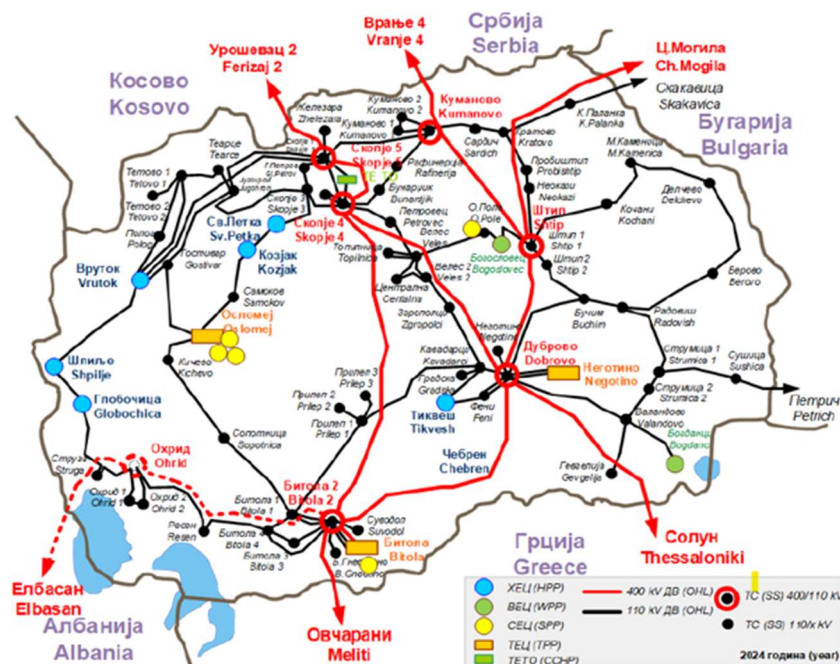 Србија
Serbia
Врање 4
Vranje 4
Урошевац 2
Ferizaj 2
Ц.Могила
Ch.Mogila
Скакавица
Skakavica
Косово
Kosovo
Бугарија
Bulgaria
Железара
Zhelezara
Куманово 2
Kumanovo 2
Куманово 1
Kumanovo 1
Куманово
Kumanovo
К.Паланка
K.Palanka
Сардич
Sardich
Кратово
Kratovo
Скопје 5
Skopje 5
Рафинерија
Rafinerija
Пробиштип
Probishtip
М.Каменица
M.Kamenica
Теарце
Tearce
Тетово 1
Tetovo 1
Тетово 2
Tetovo 2
Бунарџик
Bunardjik
Неокази
Neokazi
Делчево
Delchevo
Скопје 3
Skopje 3
Петровец
Petrovec
О.Поле
O.Pole
Кочани
Kochani
Св.Петка
Sv.Petka
Скопје 4
Skopje 4
Велес
Veles
Штип
Shtip
Гостивар
Gostivar
Козјак
Kozjak
Топилница
Topilnica
Богословец
Bogoslovec
Штип 1
Shtip 1
Штип 2
Shtip 2
Вруток
Vrutok
Велес 2
Veles 2
Берово
Berovo
Самоков
Samokov
Централна
Centralna
Осломеј
Oslomej
Згрополци
Zgropolci
Неготино
Negotino
Бучим
Buchim
Радовиш
Radovish
Шпиље
Shpilje
Кичево
Kichevo
Кавадарци
Kavadarci
Дуброво
Dobrovo
Неготино
Negotino
Струмица 1
Strumica 1
Сушица
Sushica
Глобочица
Globochica
Прилеп 3
Prilep 3
Прилеп 2
Prilep 2
Прилеп 1
Prilep 1
Градско
Gradsko
Тиквеш
Tikvesh
Фени
Feni
Струмица 2
Strumica 2
Петрич
Petrich
Валандово
Valandovo
Сопотница
Sopotnica
Чебрен
Chebren
Богданци
Bogdanci
Гевгелија
Gevgelija
Струга
Struga
Охрид
Ohrid
Охрид 1
Ohrid 1
Охрид 2
Ohrid 2
Битола 1
Bitola 1
Битола 2
Bitola 2
Ресен
Resen
Битола 4
Bitola 4
Битола 3
Bitola 3
Суводол
Suvodol
Битола
Bitola
Б.Гнеотино
B.Gneotino
Солун
Thessaloniki
Грција
Greece
Елбасан
Elbasan
Албанија
Albania
Овчарани
Meliti
ХЕЦ (HPP)
ВЕЦ (WPP)
СЕЦ (SPP)
ТЕЦ (TPP)
ТЕТО (CCHP)
400 kV ДВ (OHL)
110 kV ДВ (OHL)
ТС (SS) 400/110 kV
ТС (SS) 110/x kV
2024 година (year)